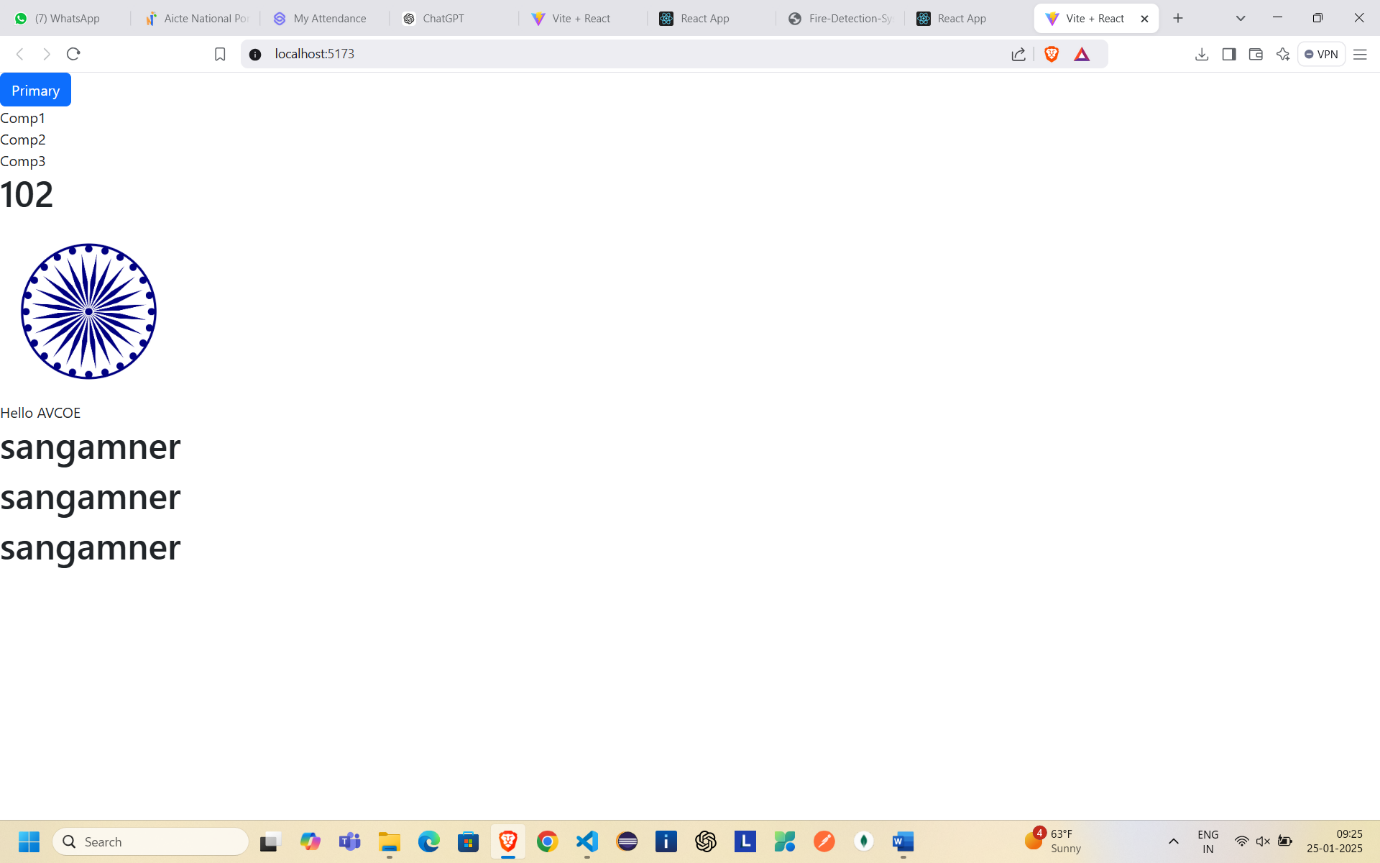 (7) WhatsApp
Aicte National Por
My Attendance
ChatGPT
Vite + React
React App
Fire-Detection-Sy
React App
Vite + React
localhost:5173
VPN
Primary
Comp1
Comp2
Comp3
102
Hello AVCOE
sangamner
sangamner
sangamner
Search
4
63°F
Sunny
ENG
IN
09:25
25-01-2025